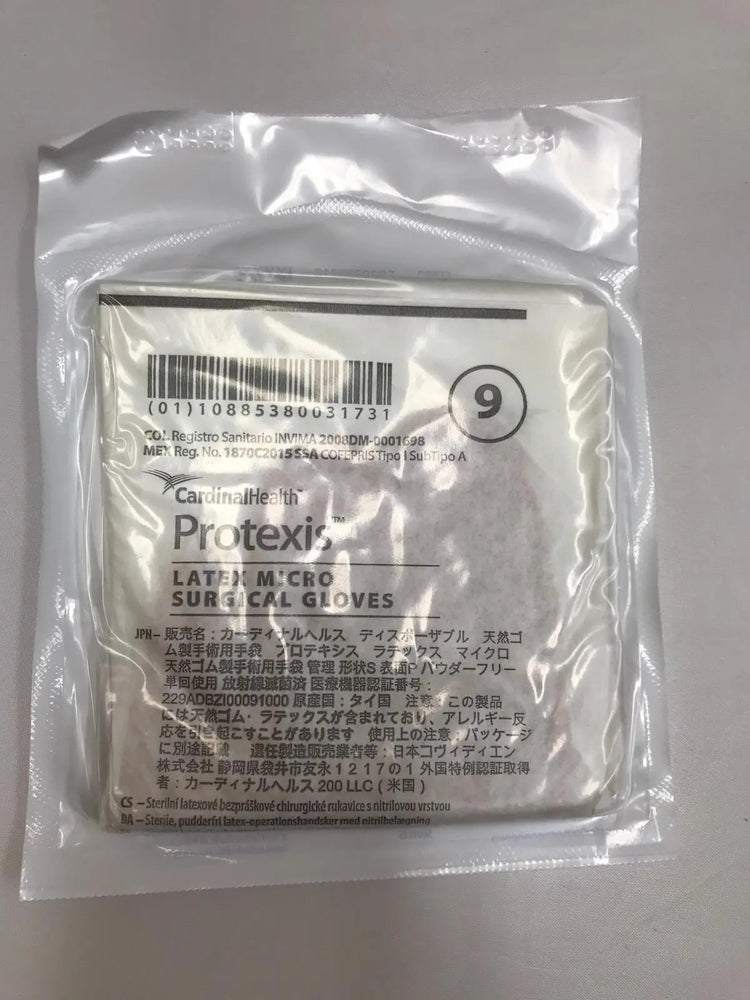 9
(01)10885380031731
COL Registro Sanitario INVIMA 2008DM-0001698
MEX Reg. No. 1870C2015 SSA COFEPRIS Tipo I SubTipo A
CardinalHealth™
Protexis™
LATEX MICRO
SURGICAL GLOVES
JPN– 販売名：カーディナルヘルス ディスポーザブル 天然ゴ
ム製手術用手袋 プロテキシス ラテックス マイクロ
天然ゴム製手術用手袋 管理 形状S 表面P パウダーフリー
単回使用 放射線滅菌済 医療機器認証番号：
229ADBZI00091000 原産国：タイ国 注意：この製品
には天然ゴム・ラテックスが含まれており、アレルギー反
応を引き起こすことがあります 使用上の注意：パッケージ
に別途記載 選任製造販売業者等：日本コヴィディエン
株式会社 静岡県袋井市友永１２１７の１ 外国特例認証取得
者：カーディナルヘルス 200 LLC ( 米国 )
CS – Sterilní latexové bezpráškové chirurgické rukavice s nitrilovou vrstvou
DA – Sterile, pudderfri latex-operationshandsker med nitrilbelægning